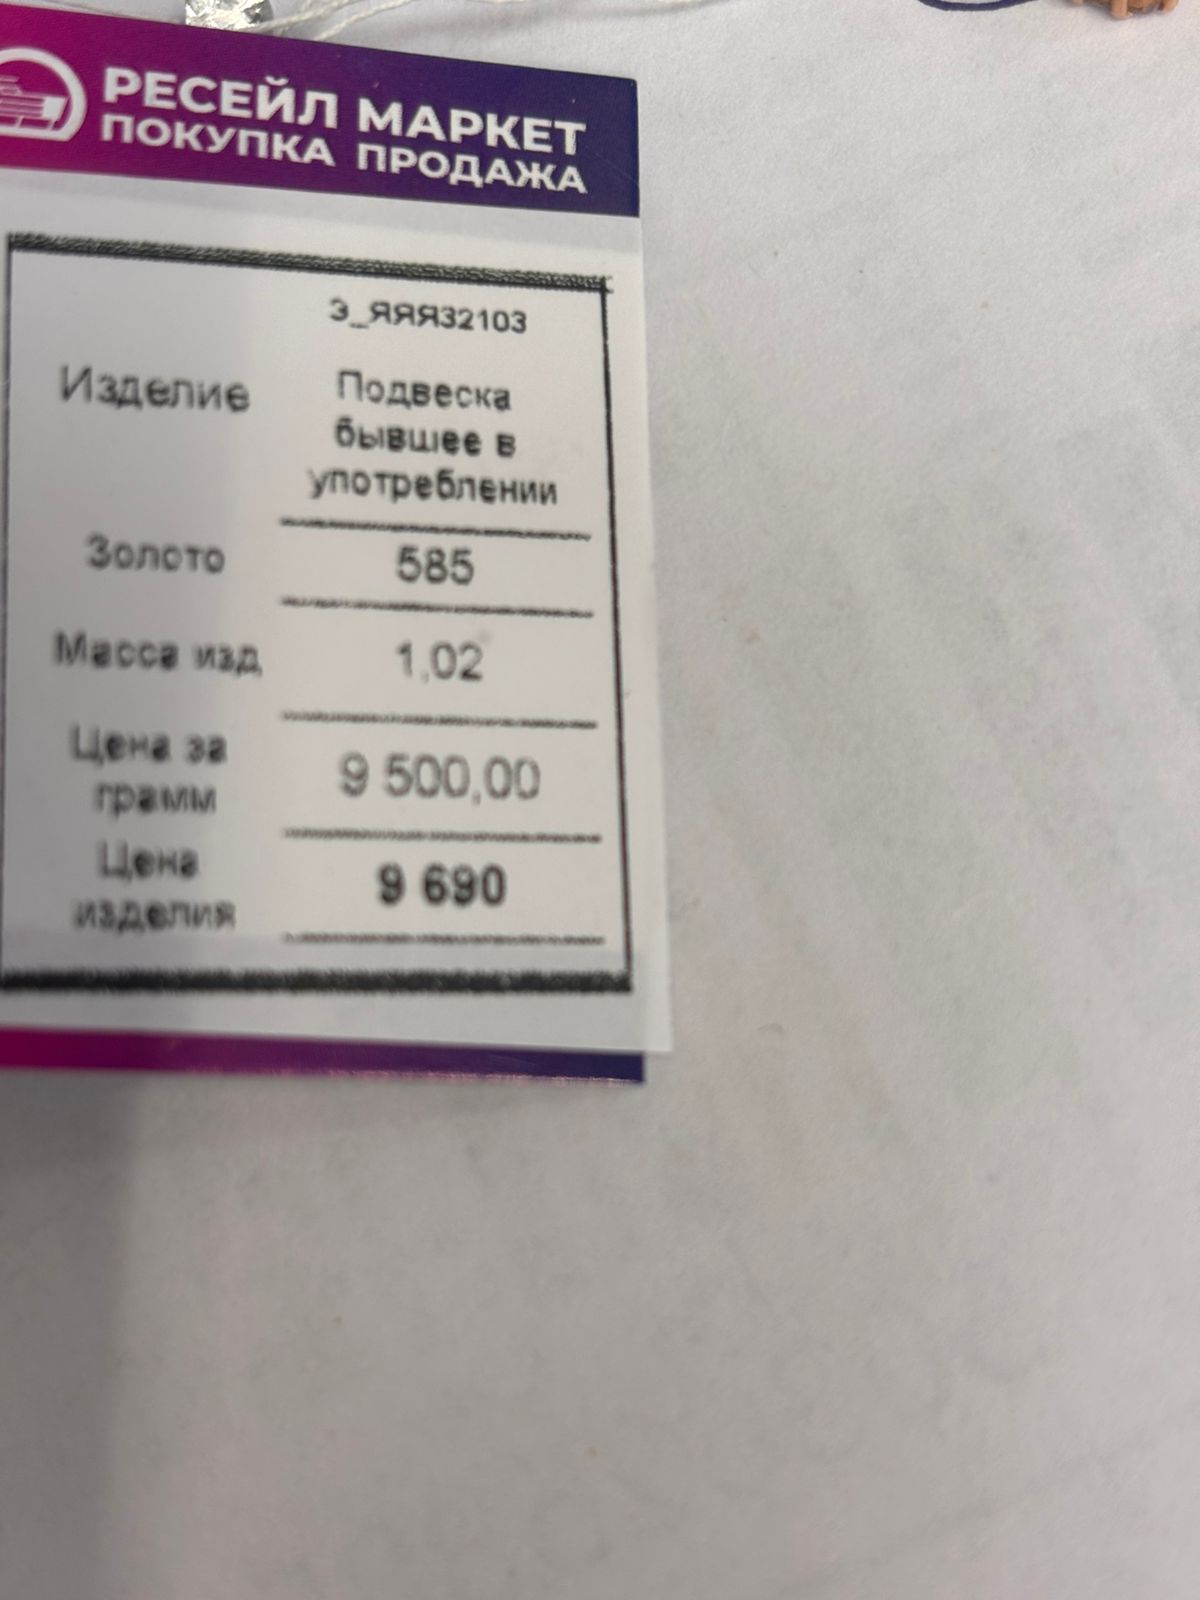 РЕСЕЙЛ МАРКЕТ
ПОКУПКА ПРОДАЖА
Э_ЯЯЯ32103
Изделие Подвеска
бывшее в
употреблении
Золото 585
Масса изд. 1,02
Цена за
грамм 9 500,00
Цена
изделия 9 690